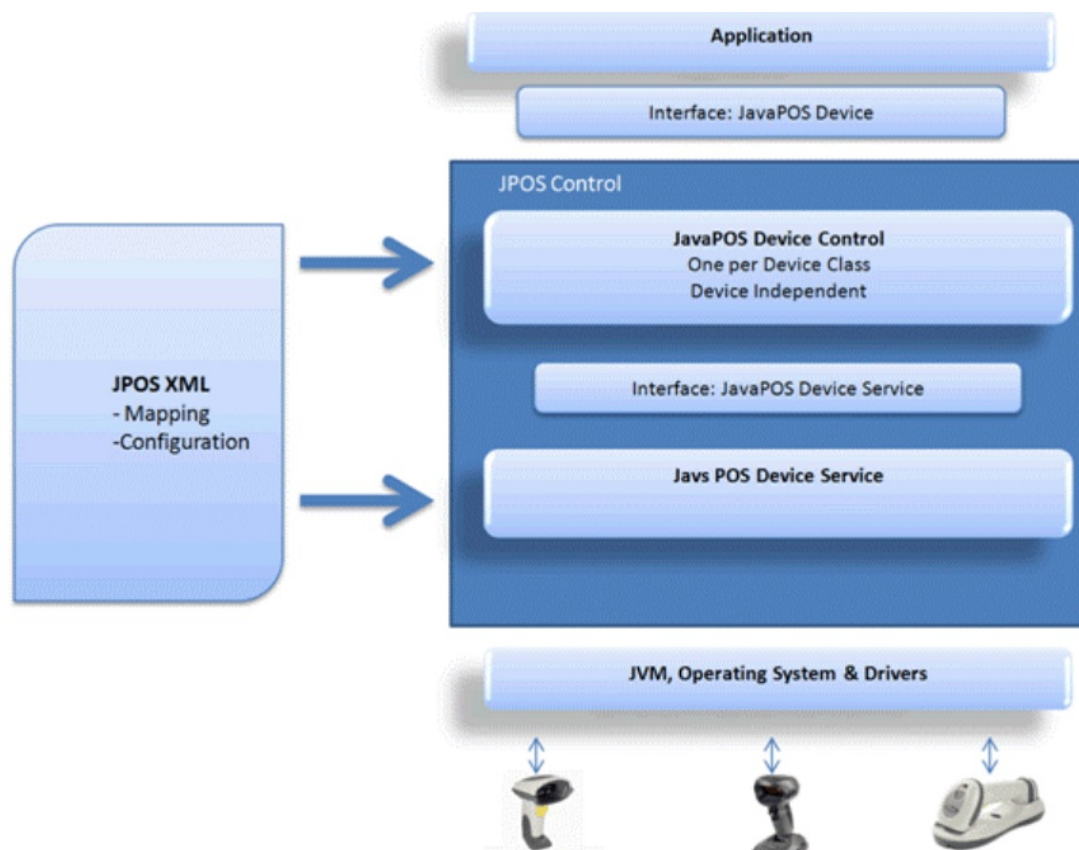 Application
Interface: JavaPOS Device
JPOS Control
JavaPOS Device Control
One per Device Class
Device Independent
JPOS XML
- Mapping
-Configuration
Interface: JavaPOS Device Service
Javs POS Device Service
JVM, Operating System & Drivers